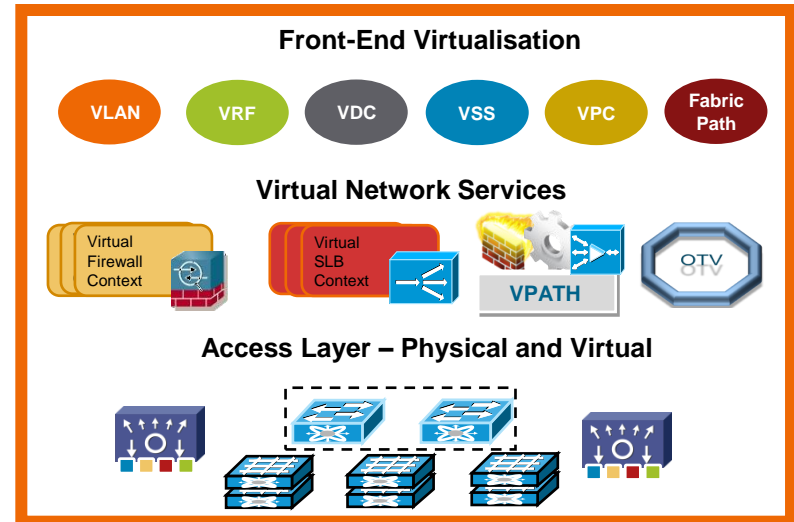 Front-End Virtualisation
VLAN
VRF
VDC
VSS
VPC
Fabric
Path
Virtual Network Services
Virtual
Firewall
Context
Virtual
SLB
Context
VPATH
OTV
Access Layer – Physical and Virtual